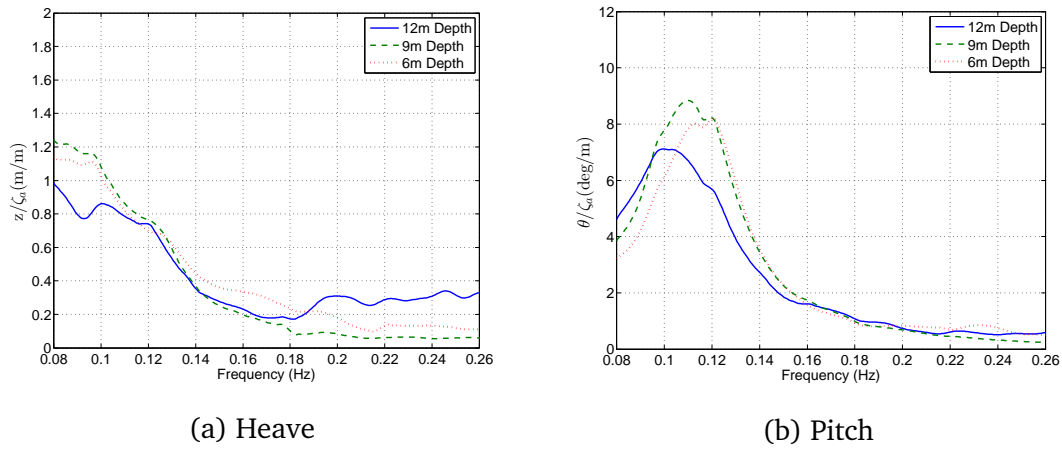 2
1.8
1.6
1.4
1.2
1
0.8
0.6
0.4
0.2
0
z/ζa(m/m)
0.08 0.1 0.12 0.14 0.16 0.18 0.2 0.22 0.24 0.26
Frequency (Hz)
12m Depth
9m Depth
6m Depth
(a) Heave
12
10
8
6
4
2
0
θ/ζa(deg/m)
0.08 0.1 0.12 0.14 0.16 0.18 0.2 0.22 0.24 0.26
Frequency (Hz)
12m Depth
9m Depth
6m Depth
(b) Pitch